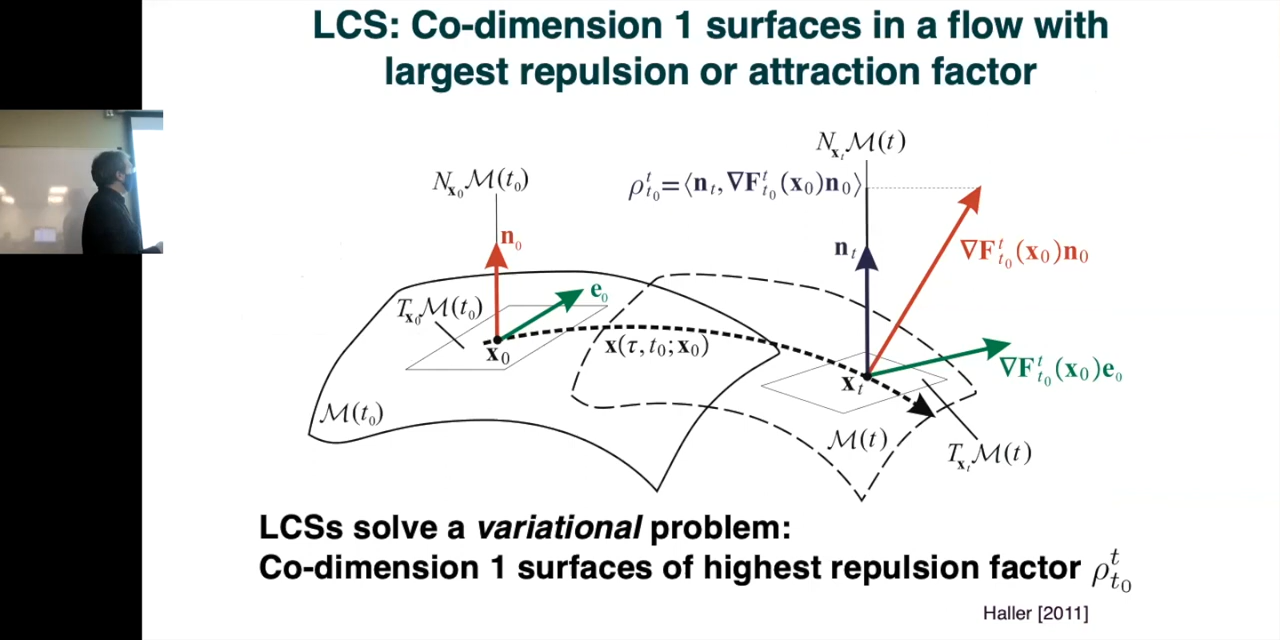 LCS: Co-dimension 1 surfaces in a flow with
largest repulsion or attraction factor
N_{x_t}ℳ(t)
N_{x_0}ℳ(t_0)
ρ^t_{t_0}=⟨n_t, ∇F^t_{t_0}(x_0)n_0⟩
n_0
n_t
∇F^t_{t_0}(x_0)n_0
e_0
T_{x_0}ℳ(t_0)
x_0
x(τ, t_0; x_0)
∇F^t_{t_0}(x_0)e_0
x_t
ℳ(t_0)
ℳ(t)
T_{x_t}ℳ(t)
LCSs solve a variational problem:
Co-dimension 1 surfaces of highest repulsion factor ρ^t_{t_0}
Haller [2011]